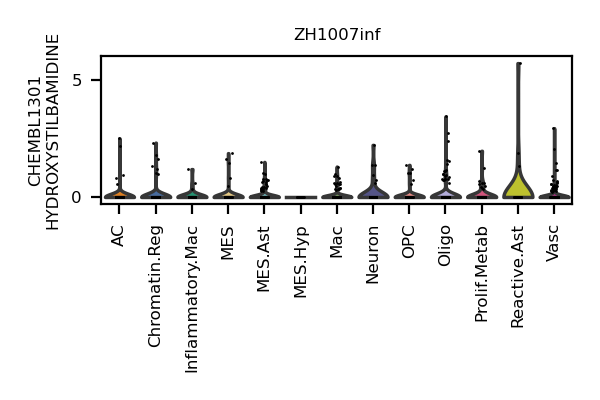 ZH1007inf
CHEMBL1301
HYDROXYSTILBAMIDINE
5
0
AC
Chromatin.Reg
Inflammatory.Mac
MES
MES.Ast
MES.Hyp
Mac
Neuron
OPC
Oligo
Prolif.Metab
Reactive.Ast
Vasc